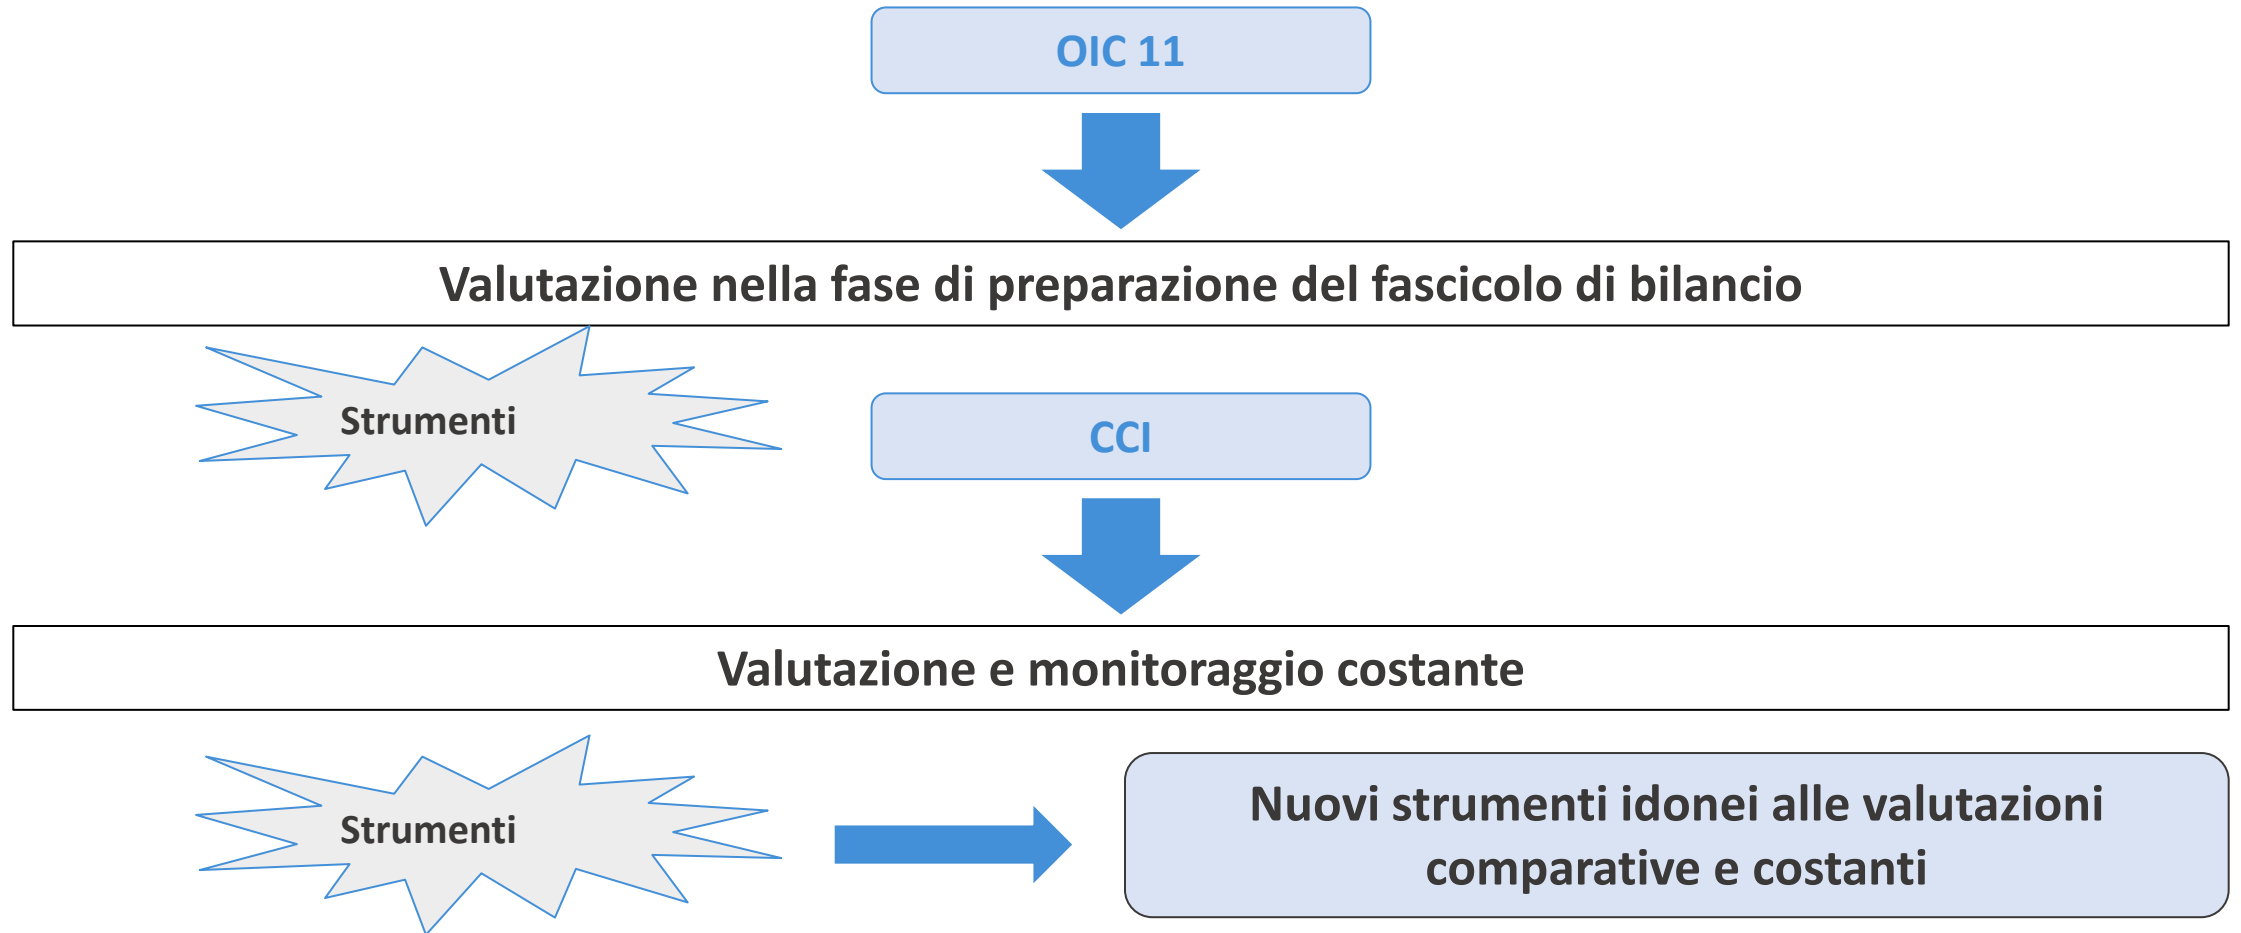 OIC 11
Valutazione nella fase di preparazione del fascicolo di bilancio
Strumenti
CCI
Valutazione e monitoraggio costante
Strumenti
Nuovi strumenti idonei alle valutazioni
comparative e costanti